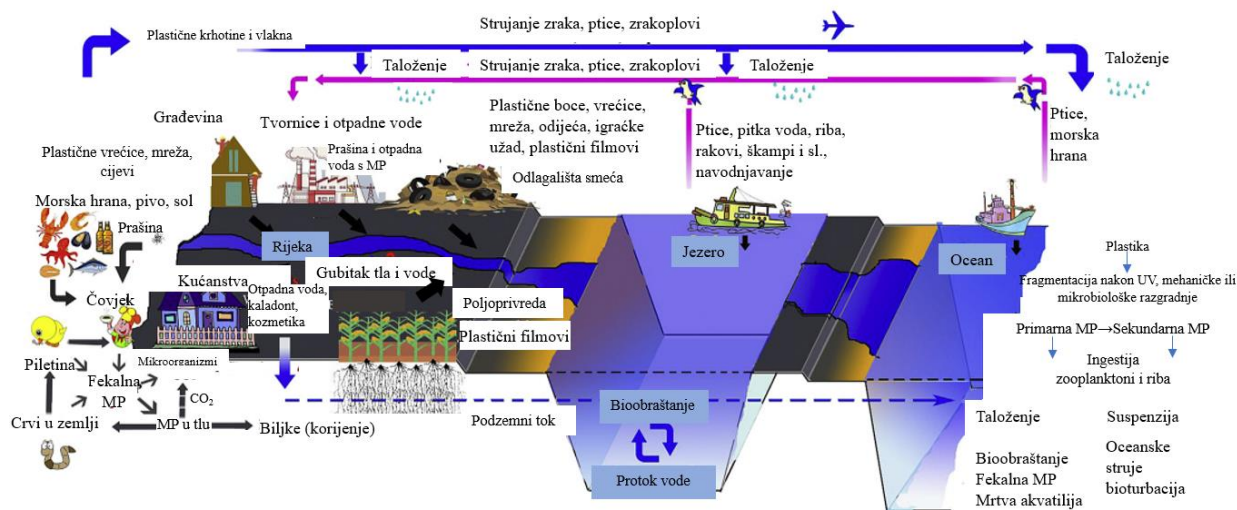 Strujanje zraka, ptice, zrakoplovi
Plastične krhotine i vlakna
Taloženje
Strujanje zraka, ptice, zrakoplovi
Taloženje
Taloženje
Građevina
Tvornice i otpadne vode
Plastične boce, vrećice,
mreža, odijeća, igraćke
užad, plastični filmovi
Ptice, pitka voda, riba,
rakovi, škampi i sl.,
navodnjavanje
Ptice,
morska
hrana
Plastične vrećice, mreža,
cijevi
Prašina i otpadna
voda s MP
Odlagališta smeća
Morska hrana, pivo, sol
Prašina
Rijeka
Jezero
Ocean
Plastika
Kućanstva
Gubitak tla i vode
Fragmentacija nakon UV, mehaničke ili
mikrobiološke razgradnje
Čovjek
Otpadna voda,
kaladont,
kozmetika
Poljoprivreda
Plastični filmovi
Primarna MP→Sekundarna MP
Piletina
Mikroorganizmi
Ingestija
zooplanktoni i riba
Fekalna
MP
CO2
Bioobraštanje
Taloženje
Suspenzija
Crvi u zemlji
MP u tlu
Biljke (korijenje)
Podzemni tok
Protok vode
Bioobraštanje
Fekalna MP
Mrtva akvatilija
Oceanske
struje
bioturbacija